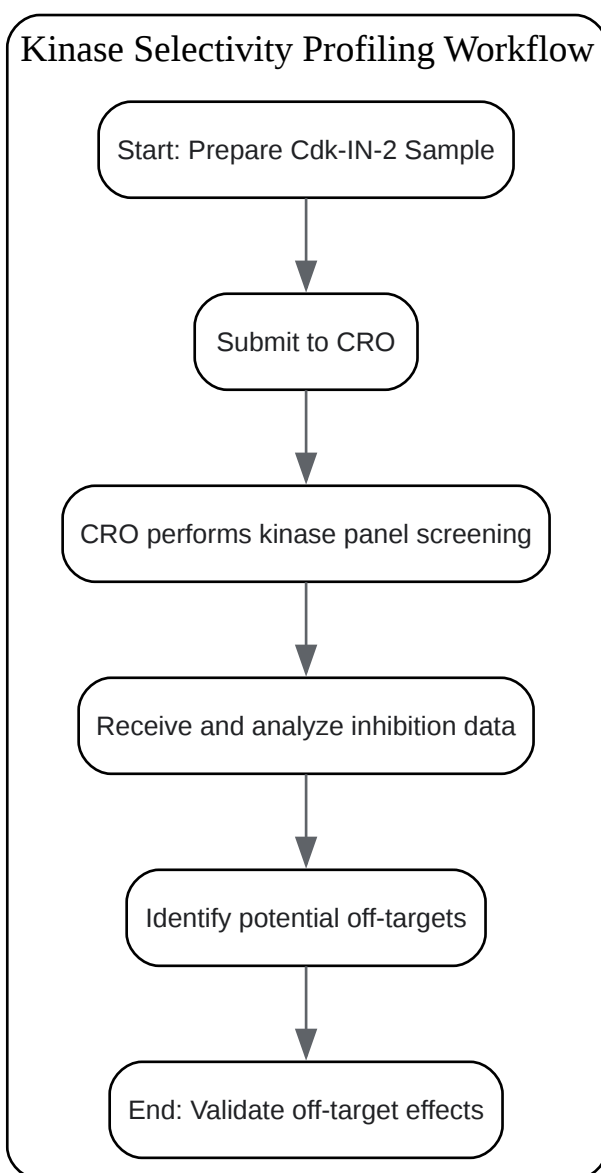 Kinase Selectivity Profiling Workflow
Start: Prepare Cdk-IN-2 Sample
Submit to CRO
CRO performs kinase panel screening
Receive and analyze inhibition data
Identify potential off-targets
End: Validate off-target effects